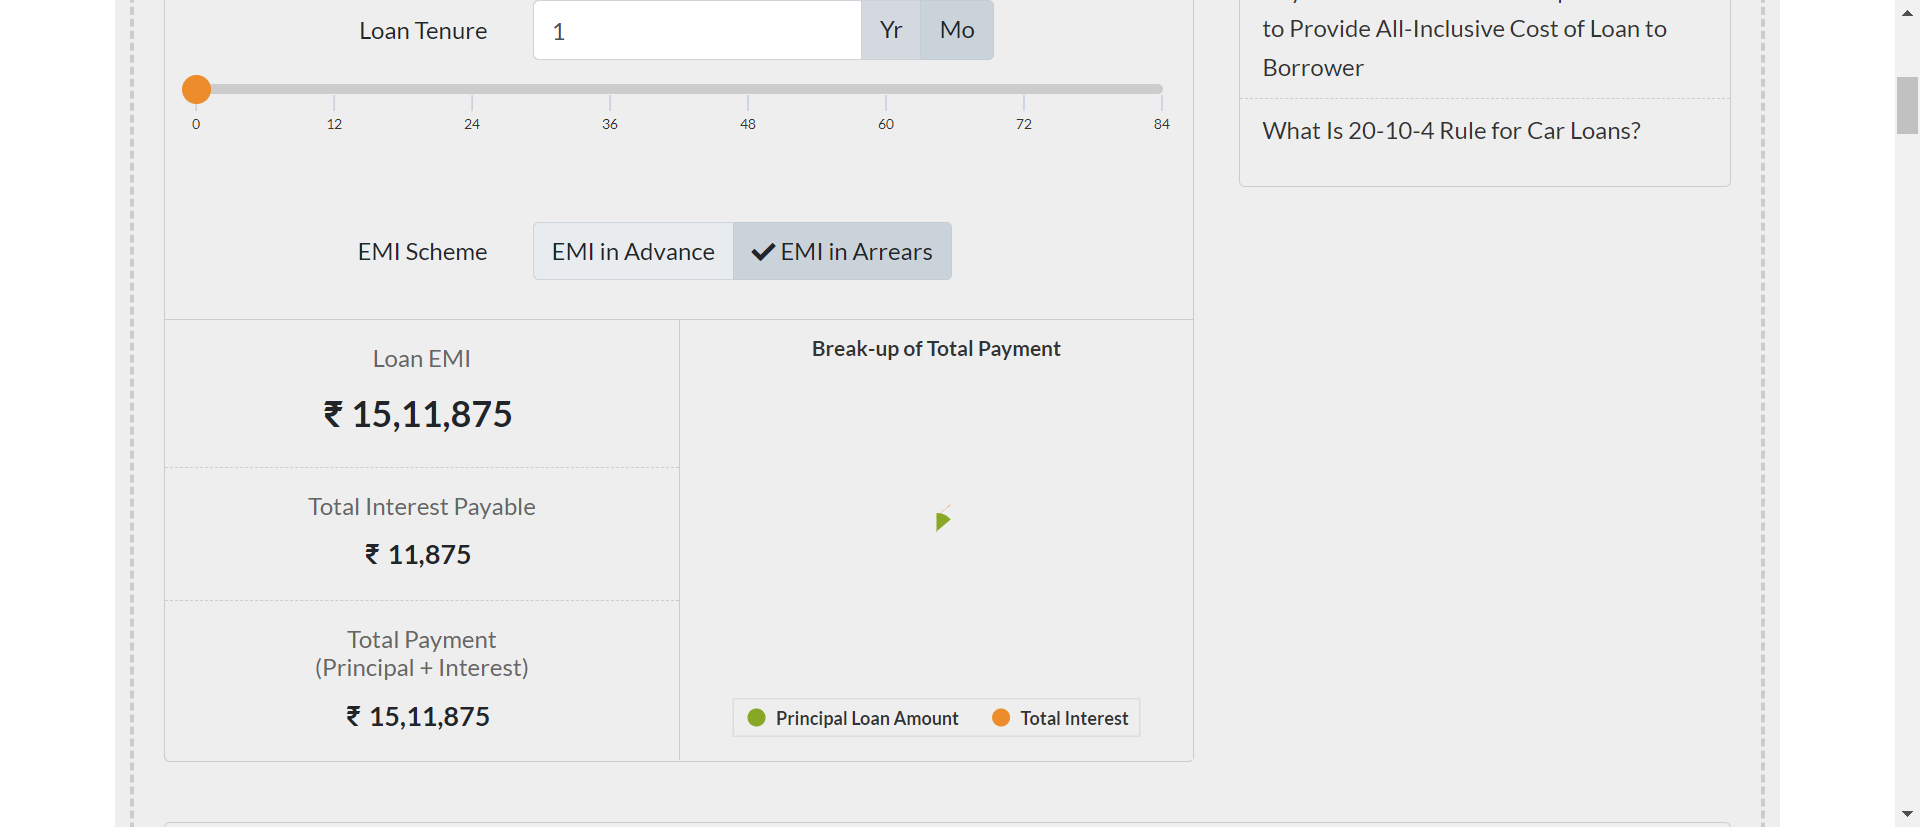 Loan Tenure
1
Yr
Mo
0
12
24
36
48
60
72
84
EMI Scheme
EMI in Advance
EMI in Arrears
Loan EMI
₹ 15,11,875
Total Interest Payable
₹ 11,875
Total Payment
(Principal + Interest)
₹ 15,11,875
Break-up of Total Payment
Principal Loan Amount
Total Interest
to Provide All-Inclusive Cost of Loan to
Borrower
What Is 20-10-4 Rule for Car Loans?